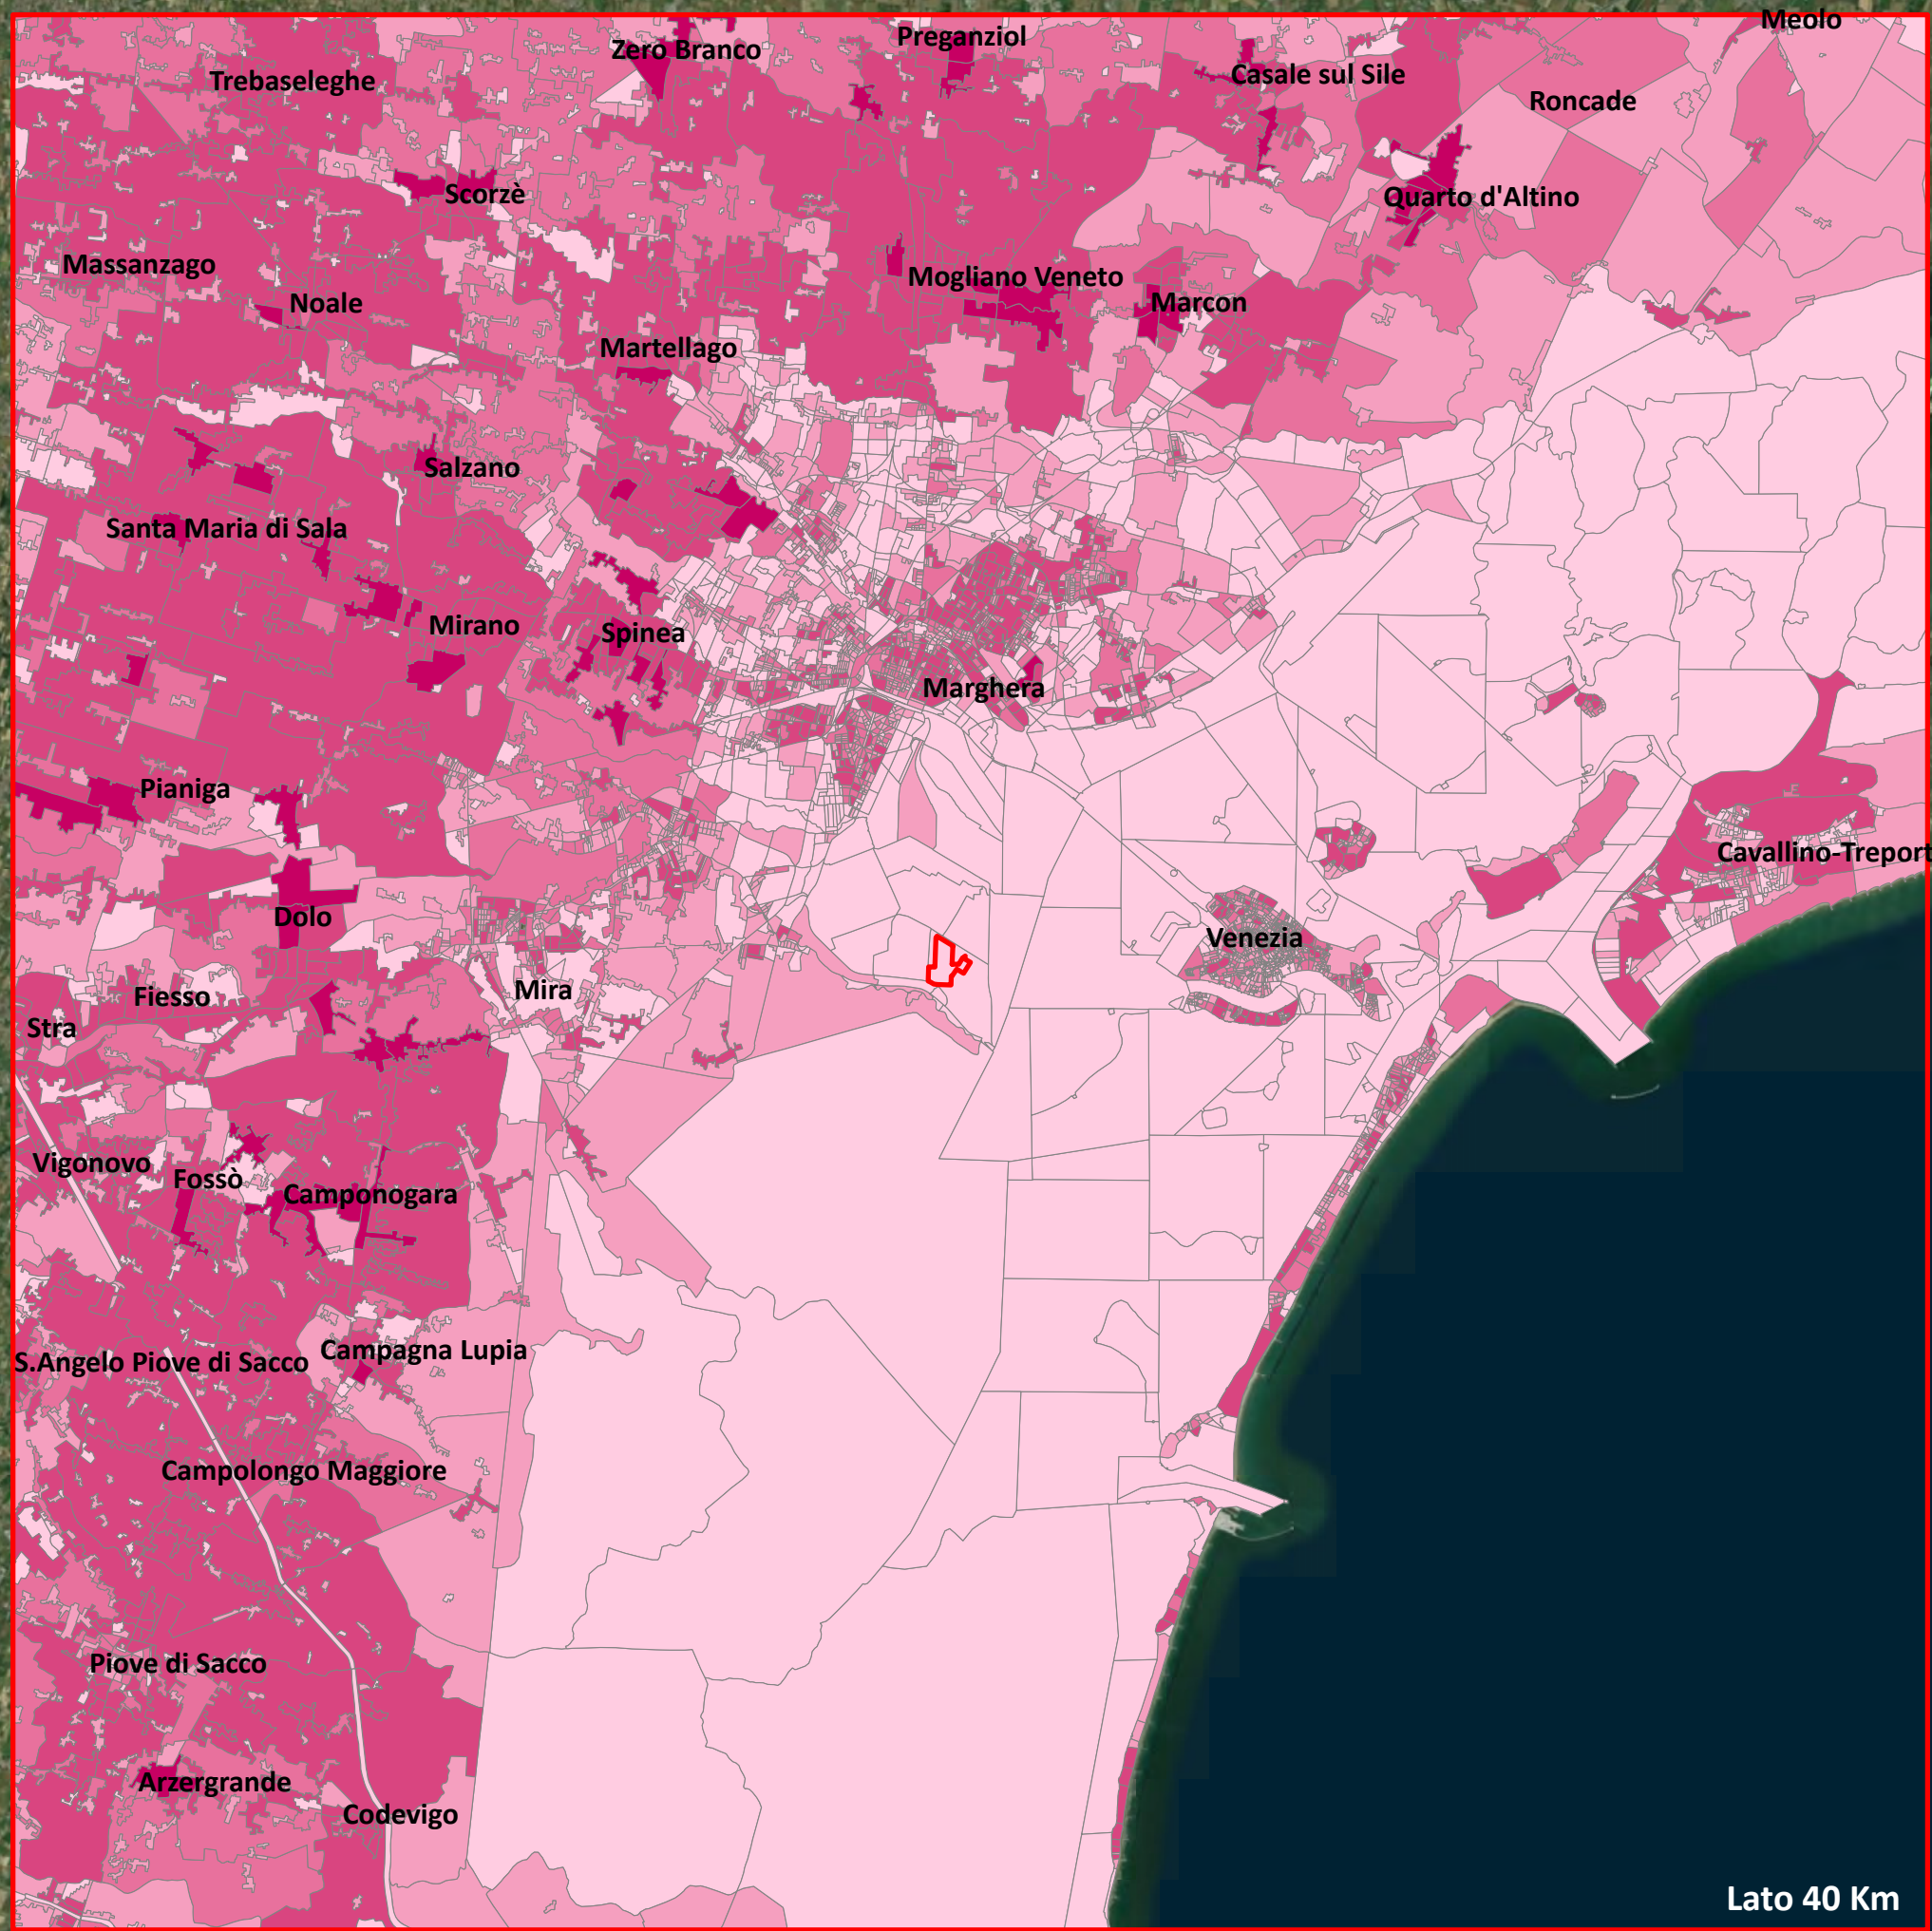 Meolo
Preganziol
Zero Branco
Casale sul Sile
Trebaseleghe
Roncade
Scorzè
Quarto d'Altino
Massanzago
Mogliano Veneto
Noale
Marcon
Martellago
Salzano
Santa Maria di Sala
Mirano
Spinea
Marghera
Pianiga
Cavallino-Treport
Dolo
Venezia
Mira
Fiesso
Stra
Vigonovo
Fossò
Camponogara
Campagna Lupia
S.Angelo Piove di Sacco
Campolongo Maggiore
Piove di Sacco
Arzergrande
Codevigo
Lato 40 Km